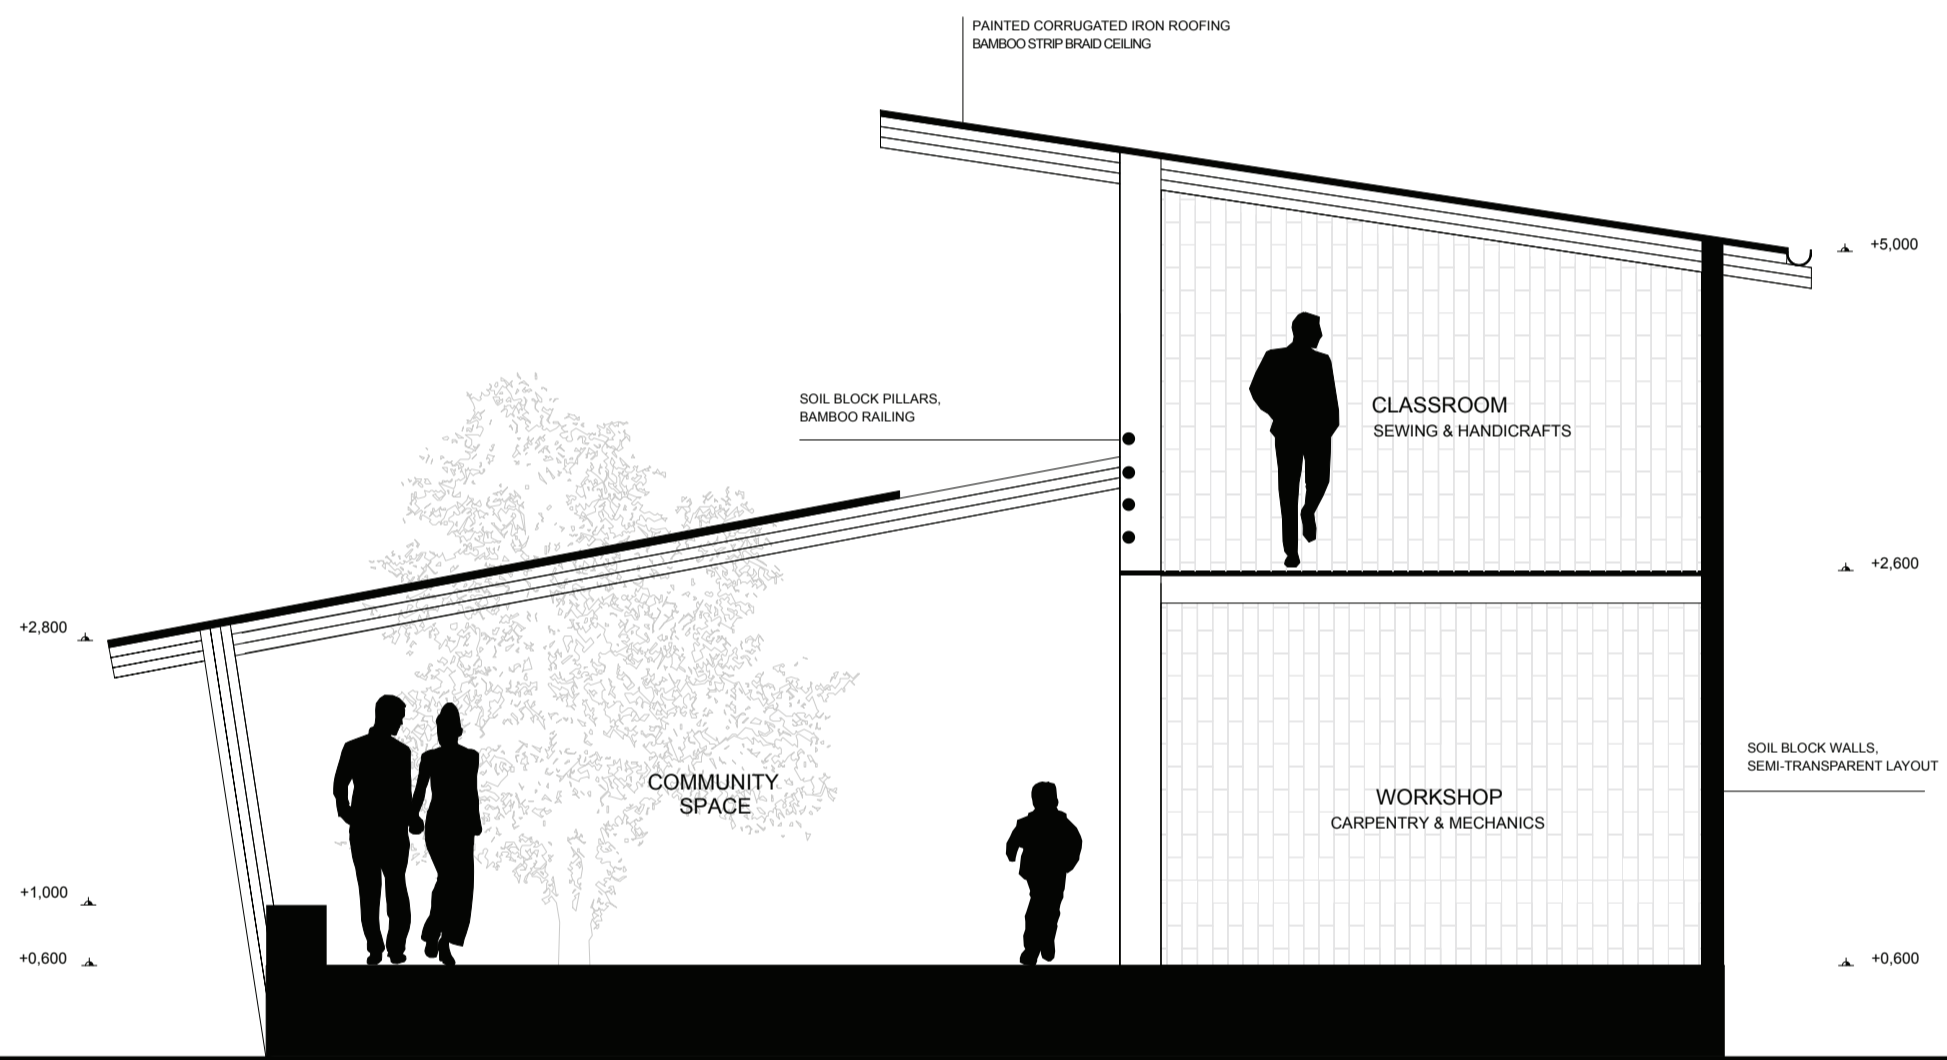 PAINTED CORRUGATED IRON ROOFING
BAMBOO STRIP BRAID CEILING
+5,000
SOIL BLOCK PILLARS,
BAMBOO RAILING
CLASSROOM
SEWING & HANDICRAFTS
+2,600
+2,800
SOIL BLOCK WALLS,
SEMI-TRANSPARENT LAYOUT
COMMUNITY
SPACE
WORKSHOP
CARPENTRY & MECHANICS
+1,000
+0,600
+0,600